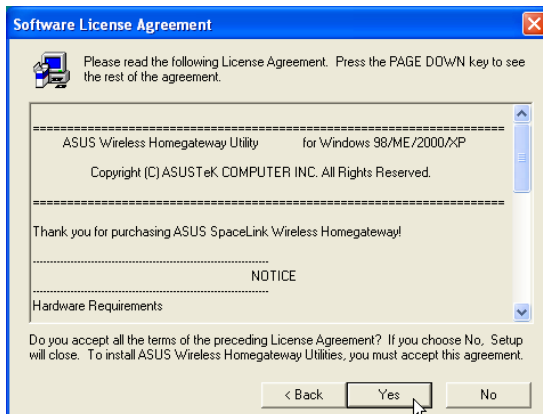 Software License Agreement
Please read the following License Agreement. Press the PAGE DOWN key to see
the rest of the agreement.
==================================================================
ASUS Wireless Homegateway Utility for Windows 98/ME/2000/XP
Copyright (C) ASUSTeK COMPUTER INC. All Rights Reserved.
==================================================================
Thank you for purchasing ASUS SpaceLink Wireless Homegateway!
------------------------------------------------------------
NOTICE
------------------------------------------------------------
Hardware Requirements
Do you accept all the terms of the preceding License Agreement? If you choose No, Setup
will close. To install ASUS Wireless Homegateway Utilities, you must accept this agreement.
< Back Yes No